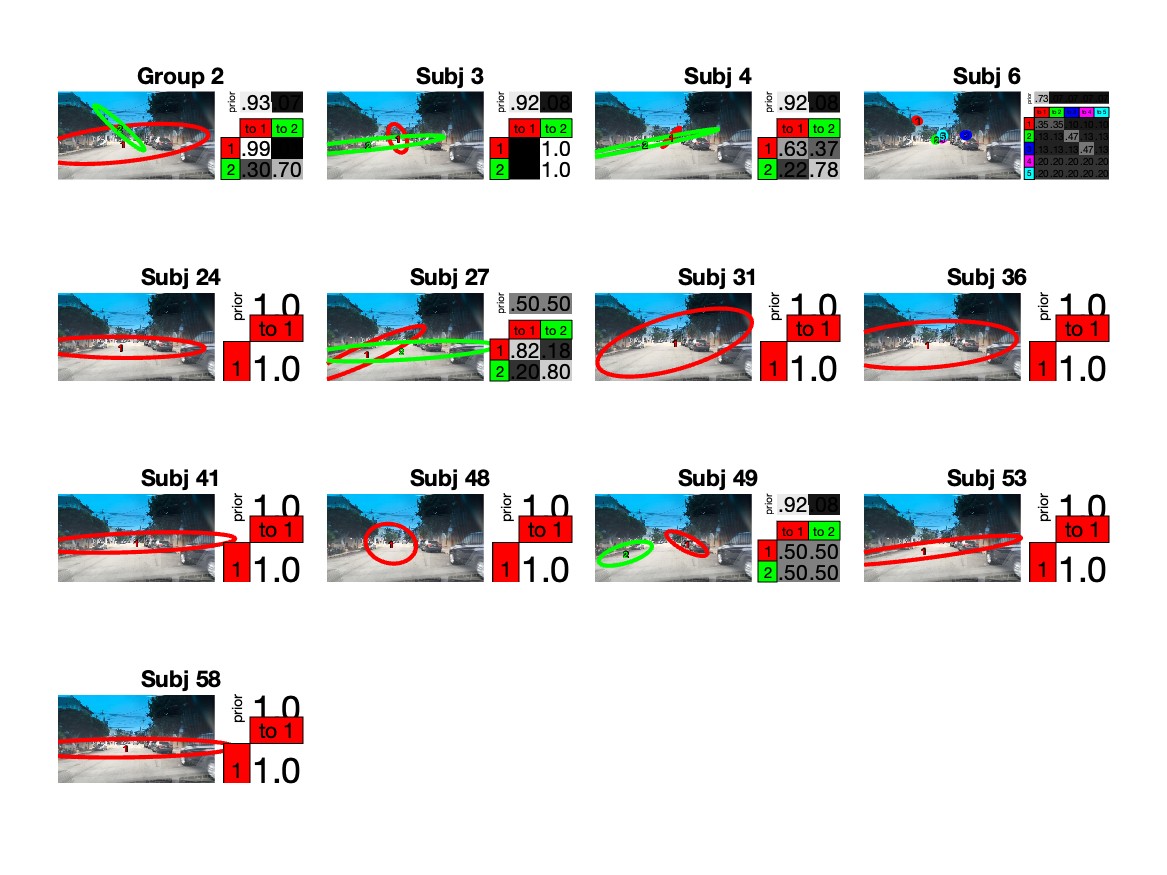 Group 2
prior .93 .07
to 1 to 2
1 .99
2 .30 .70
Subj 3
prior .92 .08
to 1 to 2
1 1.0
2 1.0
Subj 4
prior .92 .08
to 1 to 2
1 .63 .37
2 .22 .78
Subj 6
prior .73
to 1 to 2 to 4 to 5
1 .35 .35 .10 .10 .10
2 .13 .13 .47 .13 .13
.13 .13 .13 .47 .13
4 .20 .20 .20 .20 .20
5 .20 .20 .20 .20 .20
Subj 24
prior 1.0
to 1
1 1.0
Subj 27
prior .50 .50
to 1 to 2
1 .82 .18
2 .20 .80
Subj 31
prior 1.0
to 1
1 1.0
Subj 36
prior 1.0
to 1
1 1.0
Subj 41
prior 1.0
to 1
1 1.0
Subj 48
prior 1.0
to 1
1 1.0
Subj 49
prior .92 .08
to 1 to 2
1 .50 .50
2 .50 .50
Subj 53
prior 1.0
to 1
1 1.0
Subj 58
prior 1.0
to 1
1 1.0